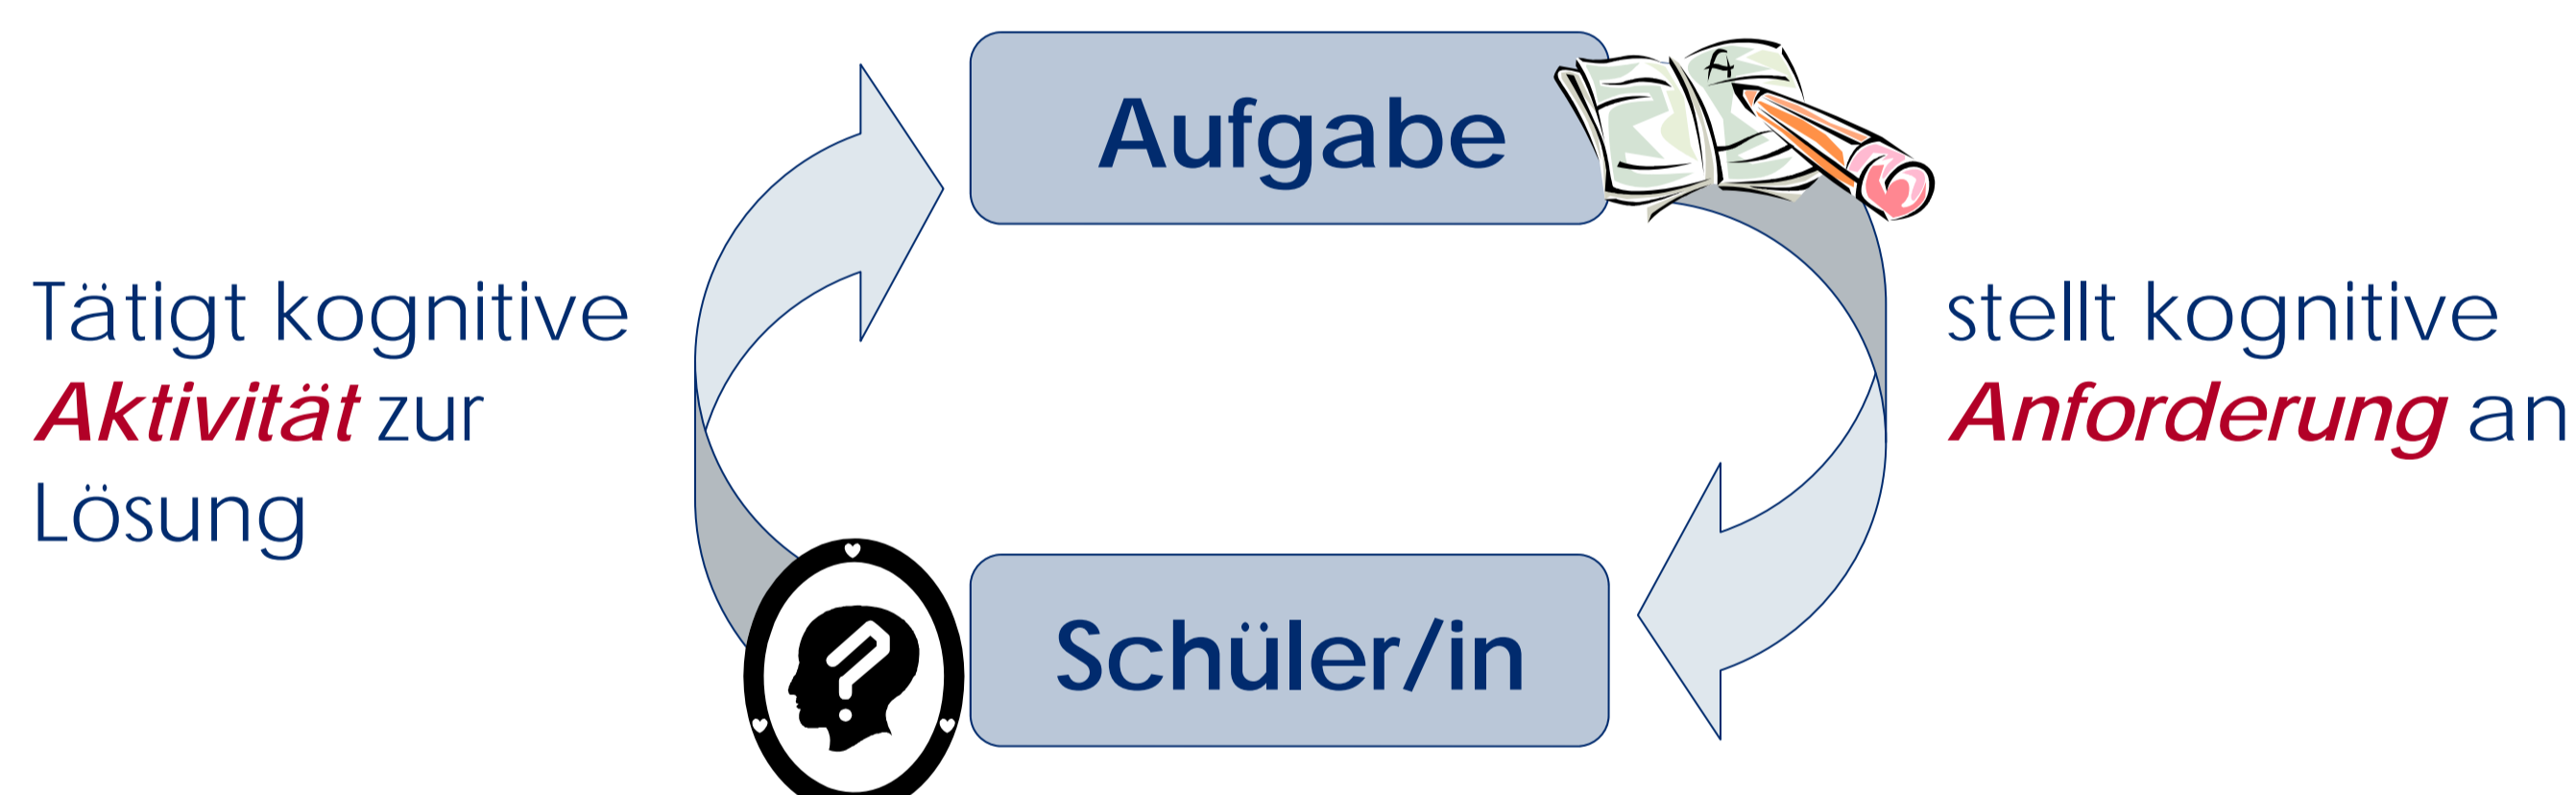 Aufgabe
Tätigt kognitive
Aktivität zur
Lösung
stellt kognitive
Anforderung an
Schüler/in